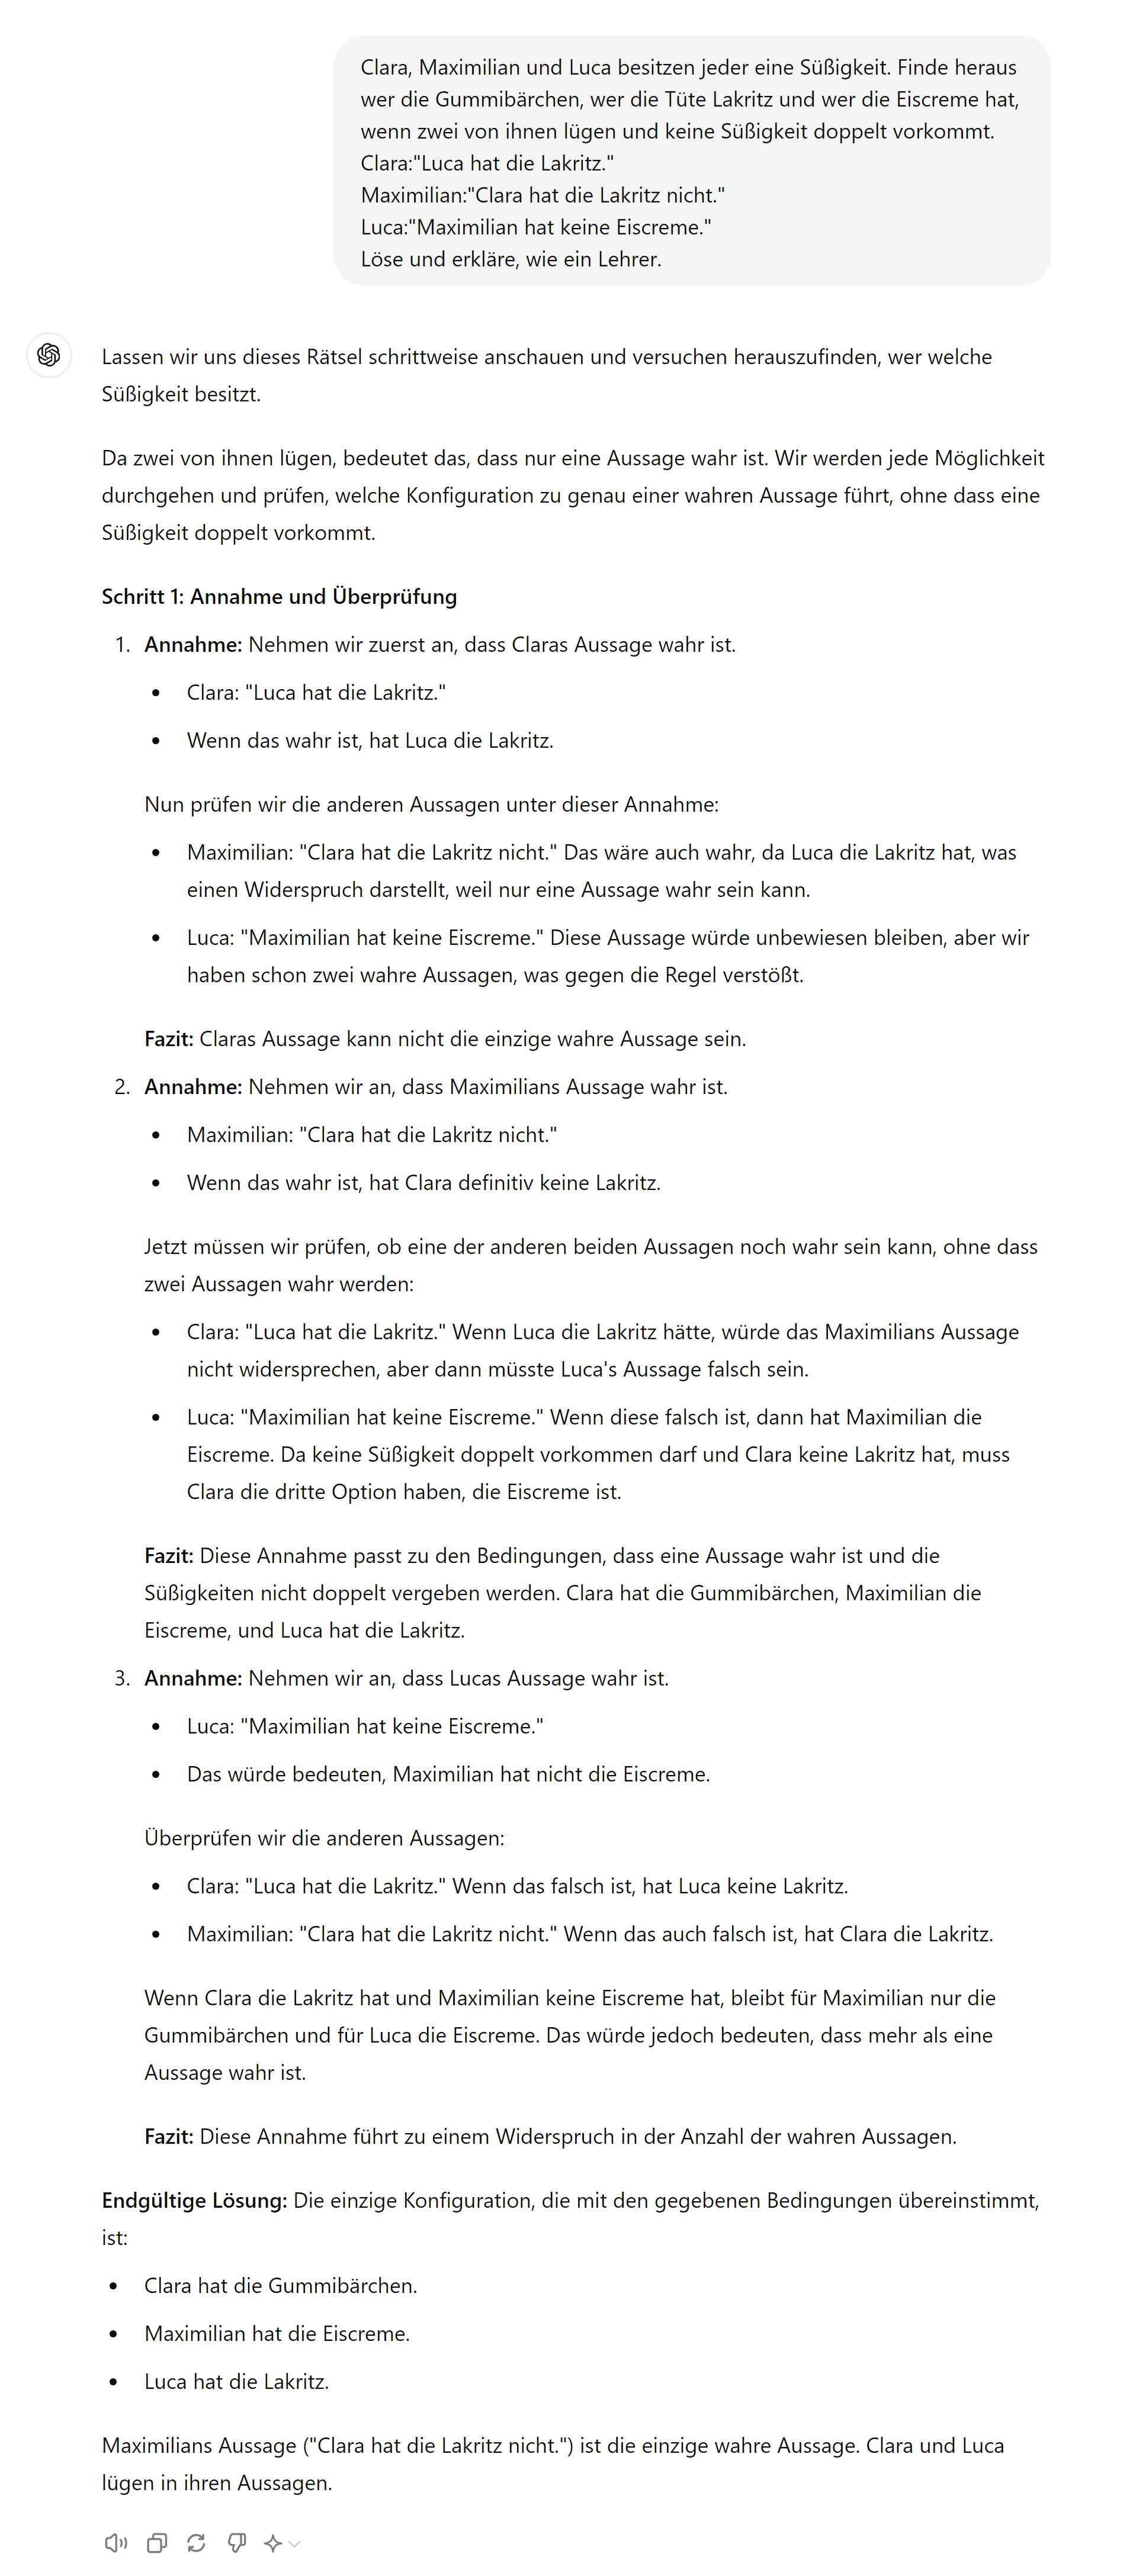 Clara, Maximilian und Luca besitzen jeder eine Süßigkeit. Finde heraus
wer die Gummibärchen, wer die Tüte Lakritz und wer die Eiscreme hat,
wenn zwei von ihnen lügen und keine Süßigkeit doppelt vorkommt.
Clara:"Luca hat die Lakritz."
Maximilian:"Clara hat die Lakritz nicht."
Luca:"Maximilian hat keine Eiscreme."
Löse und erkläre, wie ein Lehrer.
Lassen wir uns dieses Rätsel schrittweise anschauen und versuchen herauszufinden, wer welche
Süßigkeit besitzt.
Da zwei von ihnen lügen, bedeutet das, dass nur eine Aussage wahr ist. Wir werden jede Möglichkeit
durchgehen und prüfen, welche Konfiguration zu genau einer wahren Aussage führt, ohne dass eine
Süßigkeit doppelt vorkommt.
Schritt 1: Annahme und Überprüfung
1. Annahme: Nehmen wir zuerst an, dass Claras Aussage wahr ist.
• Clara: "Luca hat die Lakritz."
• Wenn das wahr ist, hat Luca die Lakritz.
Nun prüfen wir die anderen Aussagen unter dieser Annahme:
• Maximilian: "Clara hat die Lakritz nicht." Das wäre auch wahr, da Luca die Lakritz hat, was
einen Widerspruch darstellt, weil nur eine Aussage wahr sein kann.
• Luca: "Maximilian hat keine Eiscreme." Diese Aussage würde unbewiesen bleiben, aber wir
haben schon zwei wahre Aussagen, was gegen die Regel verstößt.
Fazit: Claras Aussage kann nicht die einzige wahre Aussage sein.
2. Annahme: Nehmen wir an, dass Maximilians Aussage wahr ist.
• Maximilian: "Clara hat die Lakritz nicht."
• Wenn das wahr ist, hat Clara definitiv keine Lakritz.
Jetzt müssen wir prüfen, ob eine der anderen beiden Aussagen noch wahr sein kann, ohne dass
zwei Aussagen wahr werden:
• Clara: "Luca hat die Lakritz." Wenn Luca die Lakritz hätte, würde das Maximilians Aussage
nicht widersprechen, aber dann müsste Luca's Aussage falsch sein.
• Luca: "Maximilian hat keine Eiscreme." Wenn diese falsch ist, dann hat Maximilian die
Eiscreme. Da keine Süßigkeit doppelt vorkommen darf und Clara keine Lakritz hat, muss
Clara die dritte Option haben, die Eiscreme ist.
Fazit: Diese Annahme passt zu den Bedingungen, dass eine Aussage wahr ist und die
Süßigkeiten nicht doppelt vergeben werden. Clara hat die Gummibärchen, Maximilian die
Eiscreme, und Luca hat die Lakritz.
3. Annahme: Nehmen wir an, dass Lucas Aussage wahr ist.
• Luca: "Maximilian hat keine Eiscreme."
• Das würde bedeuten, Maximilian hat nicht die Eiscreme.
Überprüfen wir die anderen Aussagen:
• Clara: "Luca hat die Lakritz." Wenn das falsch ist, hat Luca keine Lakritz.
• Maximilian: "Clara hat die Lakritz nicht." Wenn das auch falsch ist, hat Clara die Lakritz.
Wenn Clara die Lakritz hat und Maximilian keine Eiscreme hat, bleibt für Maximilian nur die
Gummibärchen und für Luca die Eiscreme. Das würde jedoch bedeuten, dass mehr als eine
Aussage wahr ist.
Fazit: Diese Annahme führt zu einem Widerspruch in der Anzahl der wahren Aussagen.
Endgültige Lösung: Die einzige Konfiguration, die mit den gegebenen Bedingungen übereinstimmt,
ist:
• Clara hat die Gummibärchen.
• Maximilian hat die Eiscreme.
• Luca hat die Lakritz.
Maximilians Aussage ("Clara hat die Lakritz nicht.") ist die einzige wahre Aussage. Clara und Luca
lügen in ihren Aussagen.